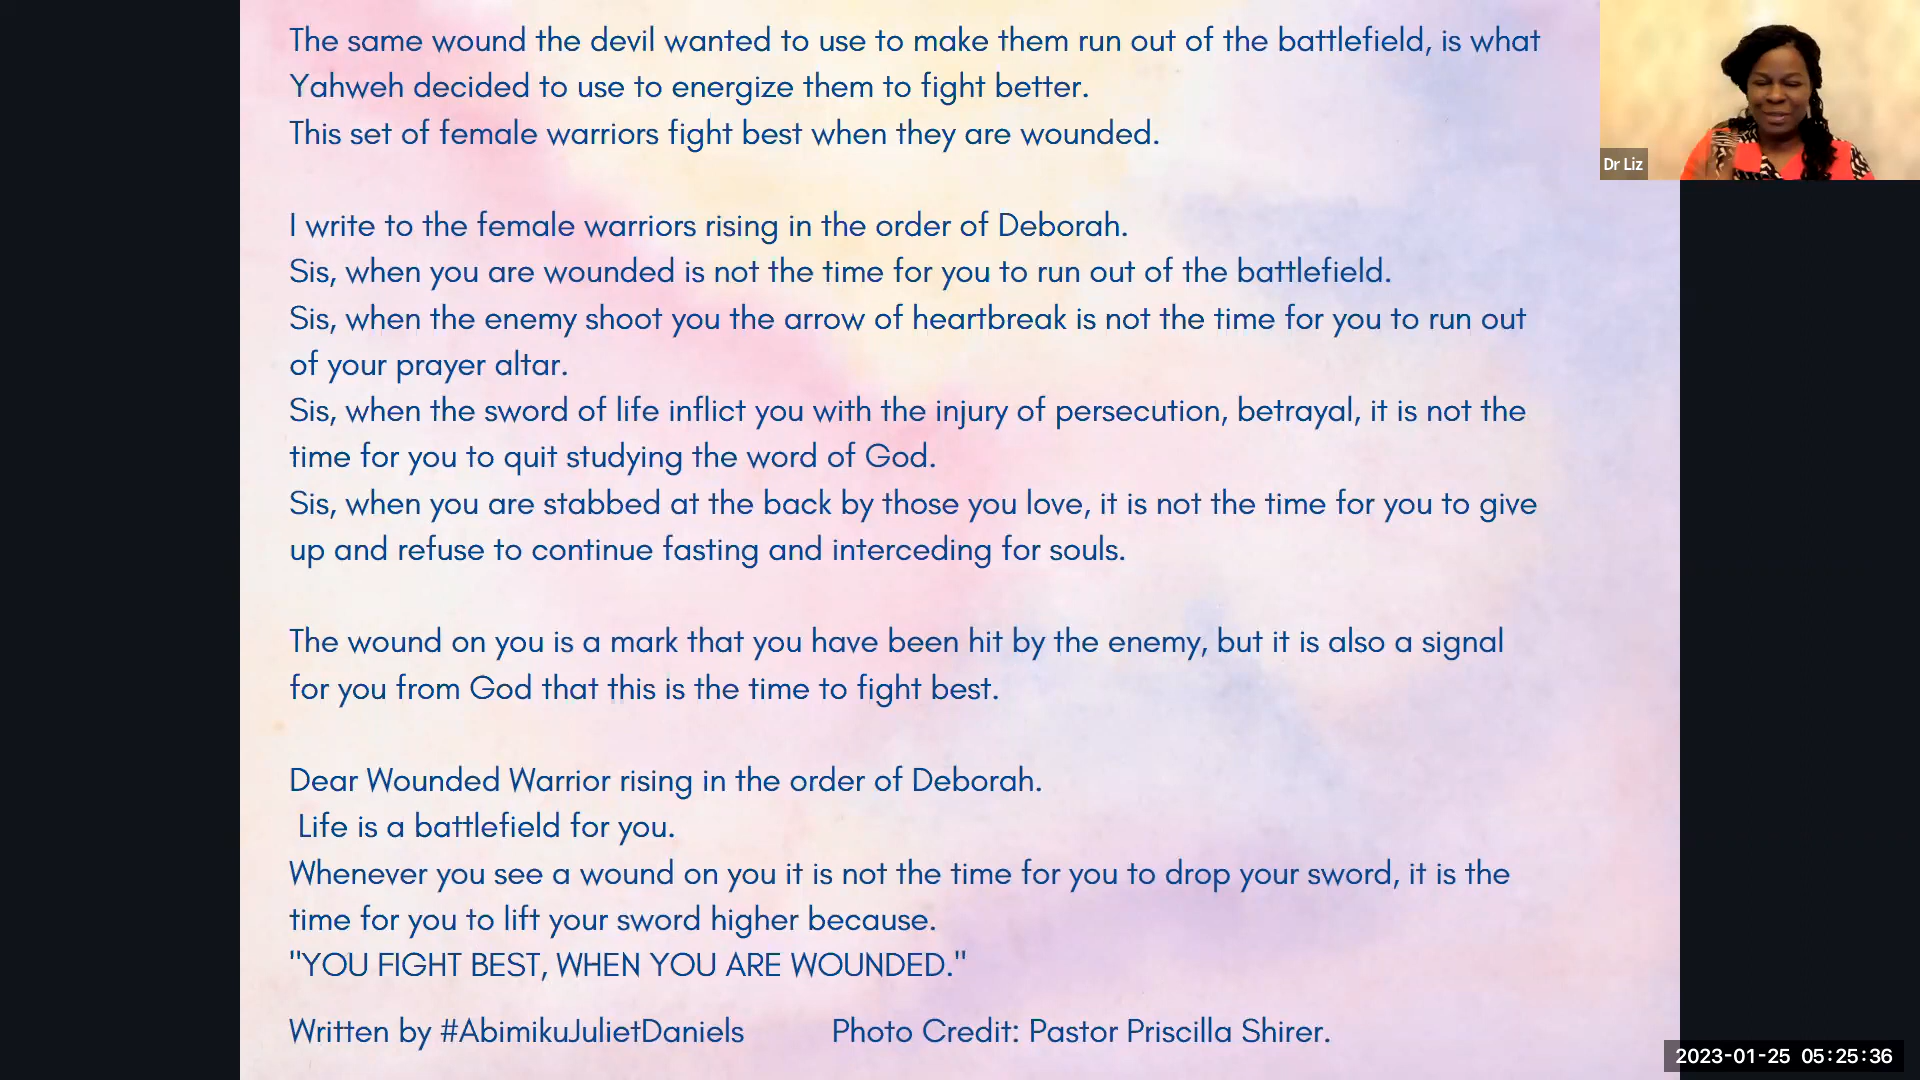 The same wound the devil wanted to use to make them run out of the battlefield, is what
Yahweh decided to use to energize them to fight better.
This set of female warriors fight best when they are wounded.
I write to the female warriors rising in the order of Deborah.
Sis, when you are wounded is not the time for you to run out of the battlefield.
Sis, when the enemy shoot you the arrow of heartbreak is not the time for you to run out
of your prayer altar.
Sis, when the sword of life inflict you with the injury of persecution, betrayal, it is not the
time for you to quit studying the word of God.
Sis, when you are stabbed at the back by those you love, it is not the time for you to give
up and refuse to continue fasting and interceding for souls.
The wound on you is a mark that you have been hit by the enemy, but it is also a signal
for you from God that this is the time to fight best.
Dear Wounded Warrior rising in the order of Deborah.
Life is a battlefield for you.
Whenever you see a wound on you it is not the time for you to drop your sword, it is the
time for you to lift your sword higher because.
"YOU FIGHT BEST, WHEN YOU ARE WOUNDED."
Written by #AbimikuJulietDaniels Photo Credit: Pastor Priscilla Shirer.
Dr Liz
2023-01-25 05:25:36